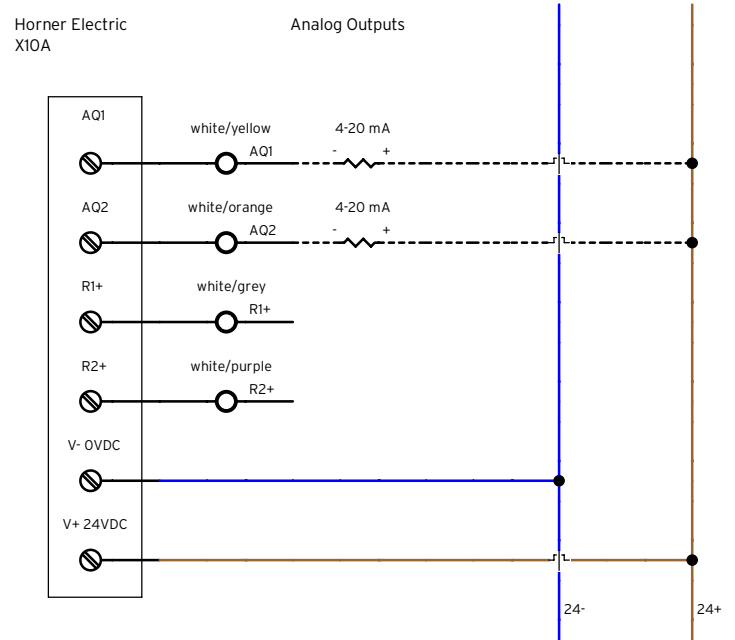 Horner Electric
X10A
Analog Outputs
AQ1
white/yellow
AQ1
4-20 mA
- +
AQ2
white/orange
AQ2
4-20 mA
- +
R1+
white/grey
R1+
R2+
white/purple
R2+
V- 0VDC
V+ 24VDC
24-
24+